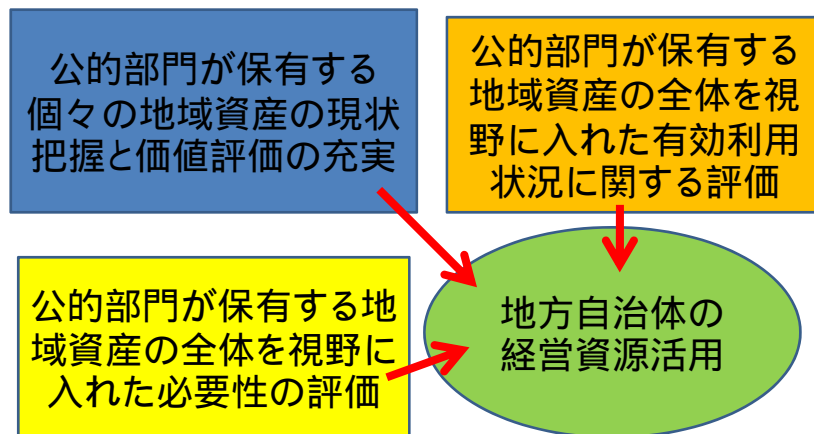 公的部門が保有する
個々の地域資産の現状
把握と価値評価の充実
公的部門が保有する
地域資産の全体を視
野に入れた有効利用
状況に関する評価
公的部門が保有する地
域資産の全体を視野に
入れた必要性の評価
地方自治体の
経営資源活用